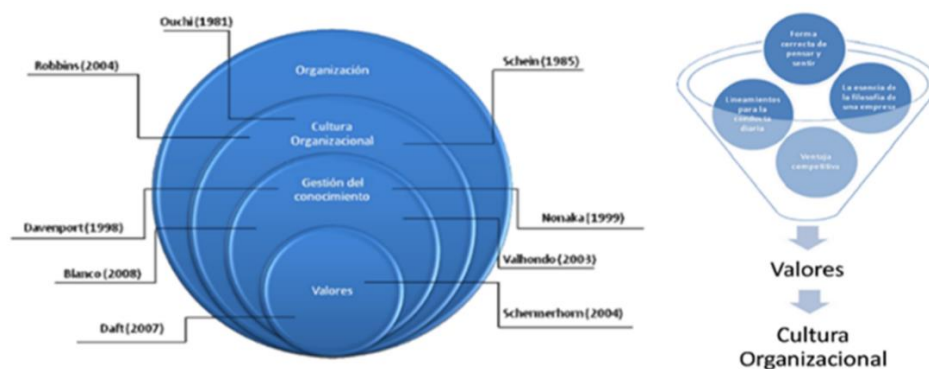 Ouchi (1981)
Robbins (2004)
Schein (1985)
Organización
Cultura
Organizacional
Gestión del
conocimiento
Davenport (1998)
Nonaka (1999)
Blanco (2008)
Valhondo (2003)
Valores
Daft (2007)
Schermerhorn (2004)
Forma
correcta de
pensar y
sentir
Lineamientos
para la
conducta
diaria
La esencia de
la filosofía de
una empresa
Ventaja
competitiva
Valores
Cultura
Organizacional